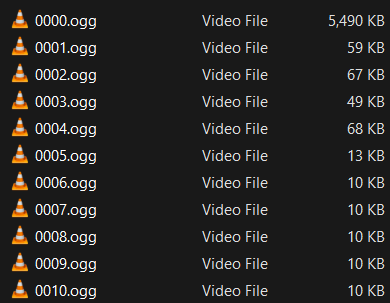 0000.ogg Video File 5,490 KB
0001.ogg Video File 59 KB
0002.ogg Video File 67 KB
0003.ogg Video File 49 KB
0004.ogg Video File 68 KB
0005.ogg Video File 13 KB
0006.ogg Video File 10 KB
0007.ogg Video File 10 KB
0008.ogg Video File 10 KB
0009.ogg Video File 10 KB
0010.ogg Video File 10 KB